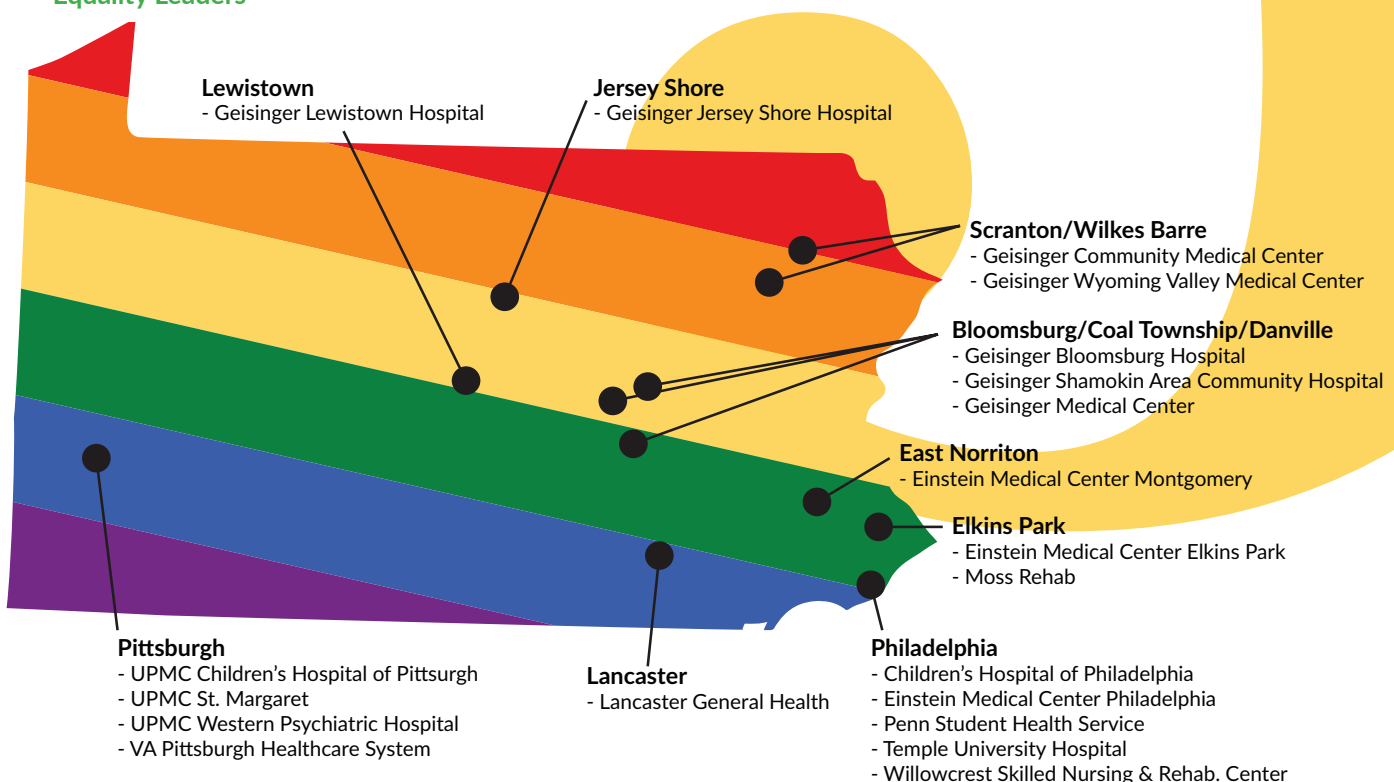 Equality Leaders
Lewistown
- Geisinger Lewistown Hospital
Jersey Shore
- Geisinger Jersey Shore Hospital
Scranton/Wilkes Barre
- Geisinger Community Medical Center
- Geisinger Wyoming Valley Medical Center
Bloomsburg/Coal Township/Danville
- Geisinger Bloomsburg Hospital
- Geisinger Shamokin Area Community Hospital
- Geisinger Medical Center
East Norriton
- Einstein Medical Center Montgomery
Elkins Park
- Einstein Medical Center Elkins Park
- Moss Rehab
Pittsburgh
- UPMC Children's Hospital of Pittsurgh
- UPMC St. Margaret
- UPMC Western Psychiatric Hospital
- VA Pittsburgh Healthcare System
Lancaster
- Lancaster General Health
Philadelphia
- Children's Hospital of Philadelphia
- Einstein Medical Center Philadelphia
- Penn Student Health Service
- Temple University Hospital
- Willowcrest Skilled Nursing & Rehab. Center